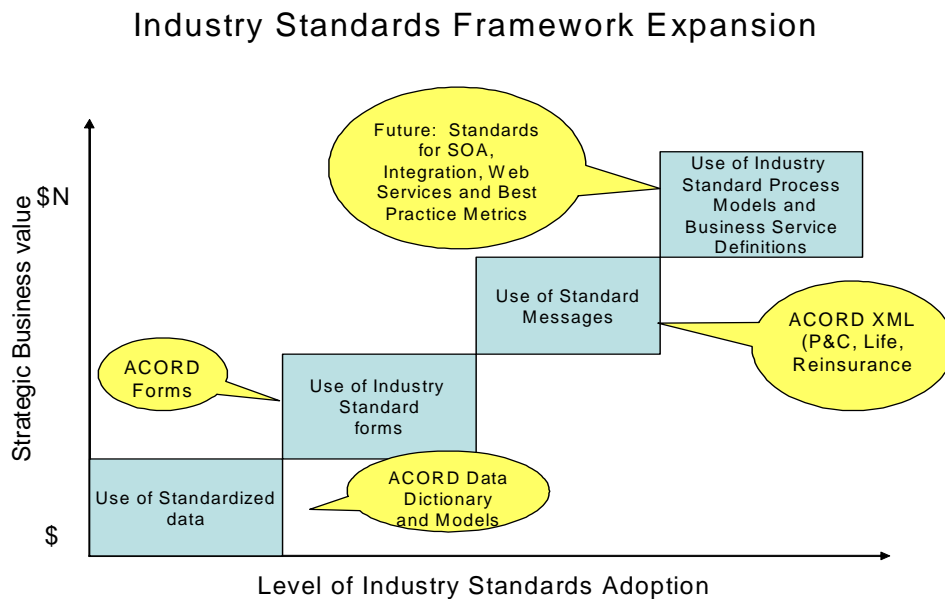 Industry Standards Framework Expansion
Strategic Business value
$N
$
Future: Standards
for SOA,
Integration, Web
Services and Best
Practice Metrics
Use of Industry
Standard Process
Models and
Business Service
Definitions
Use of Standard
Messages
ACORD XML
(P&C, Life,
Reinsurance
ACORD
Forms
Use of Industry
Standard
forms
ACORD Data
Dictionary
and Models
Use of Standardized
data
Level of Industry Standards Adoption